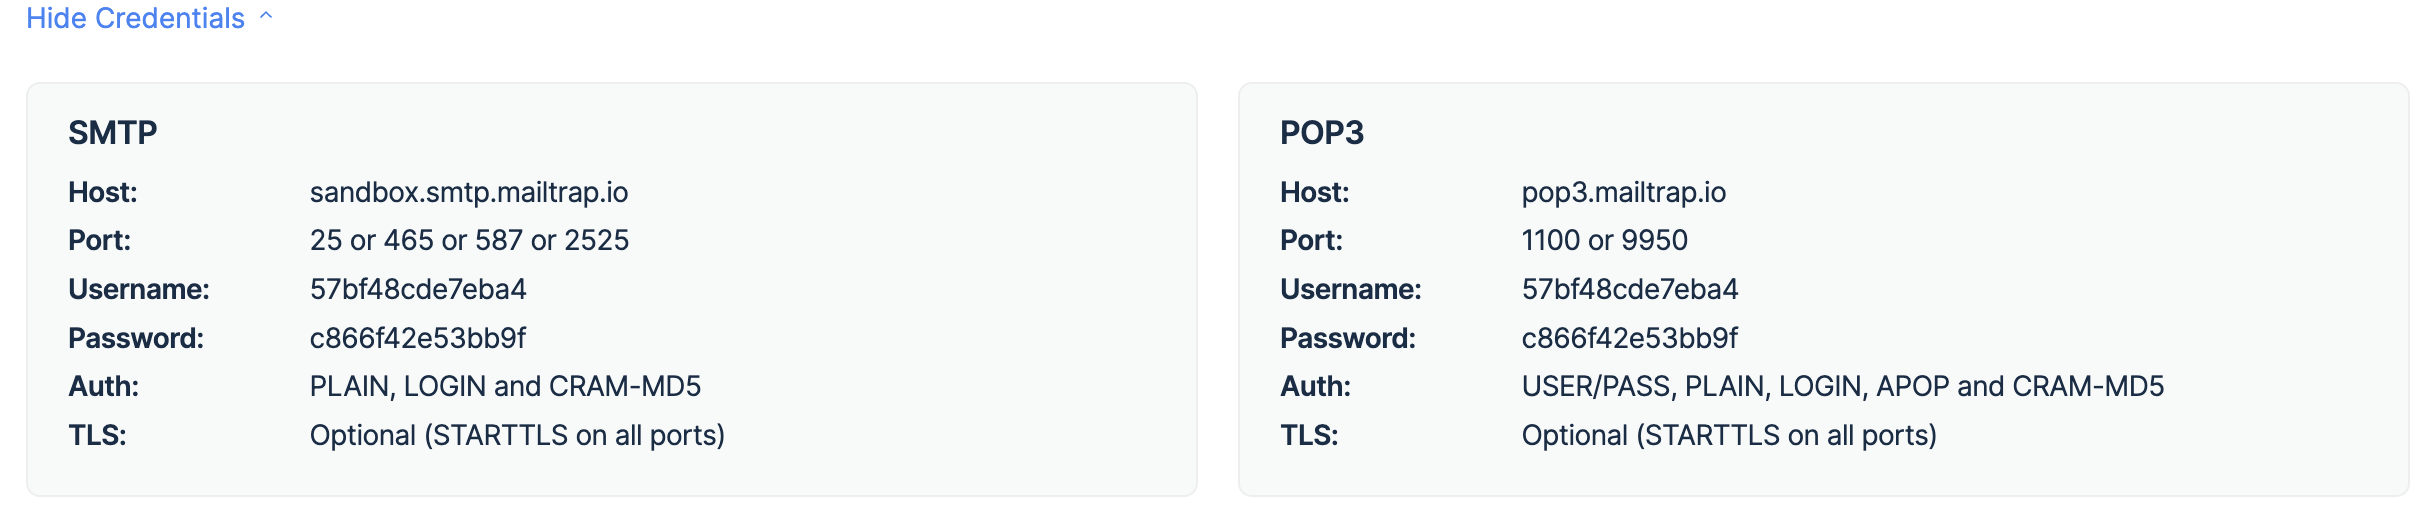 Hide Credentials
SMTP
Host: sandbox.smtp.mailtrap.io
Port: 25 or 465 or 587 or 2525
Username: 57bf48cde7eba4
Password: c866f42e53bb9f
Auth: PLAIN, LOGIN and CRAM-MD5
TLS: Optional (STARTTLS on all ports)
POP3
Host: pop3.mailtrap.io
Port: 1100 or 9950
Username: 57bf48cde7eba4
Password: c866f42e53bb9f
Auth: USER/PASS, PLAIN, LOGIN, APOP and CRAM-MD5
TLS: Optional (STARTTLS on all ports)